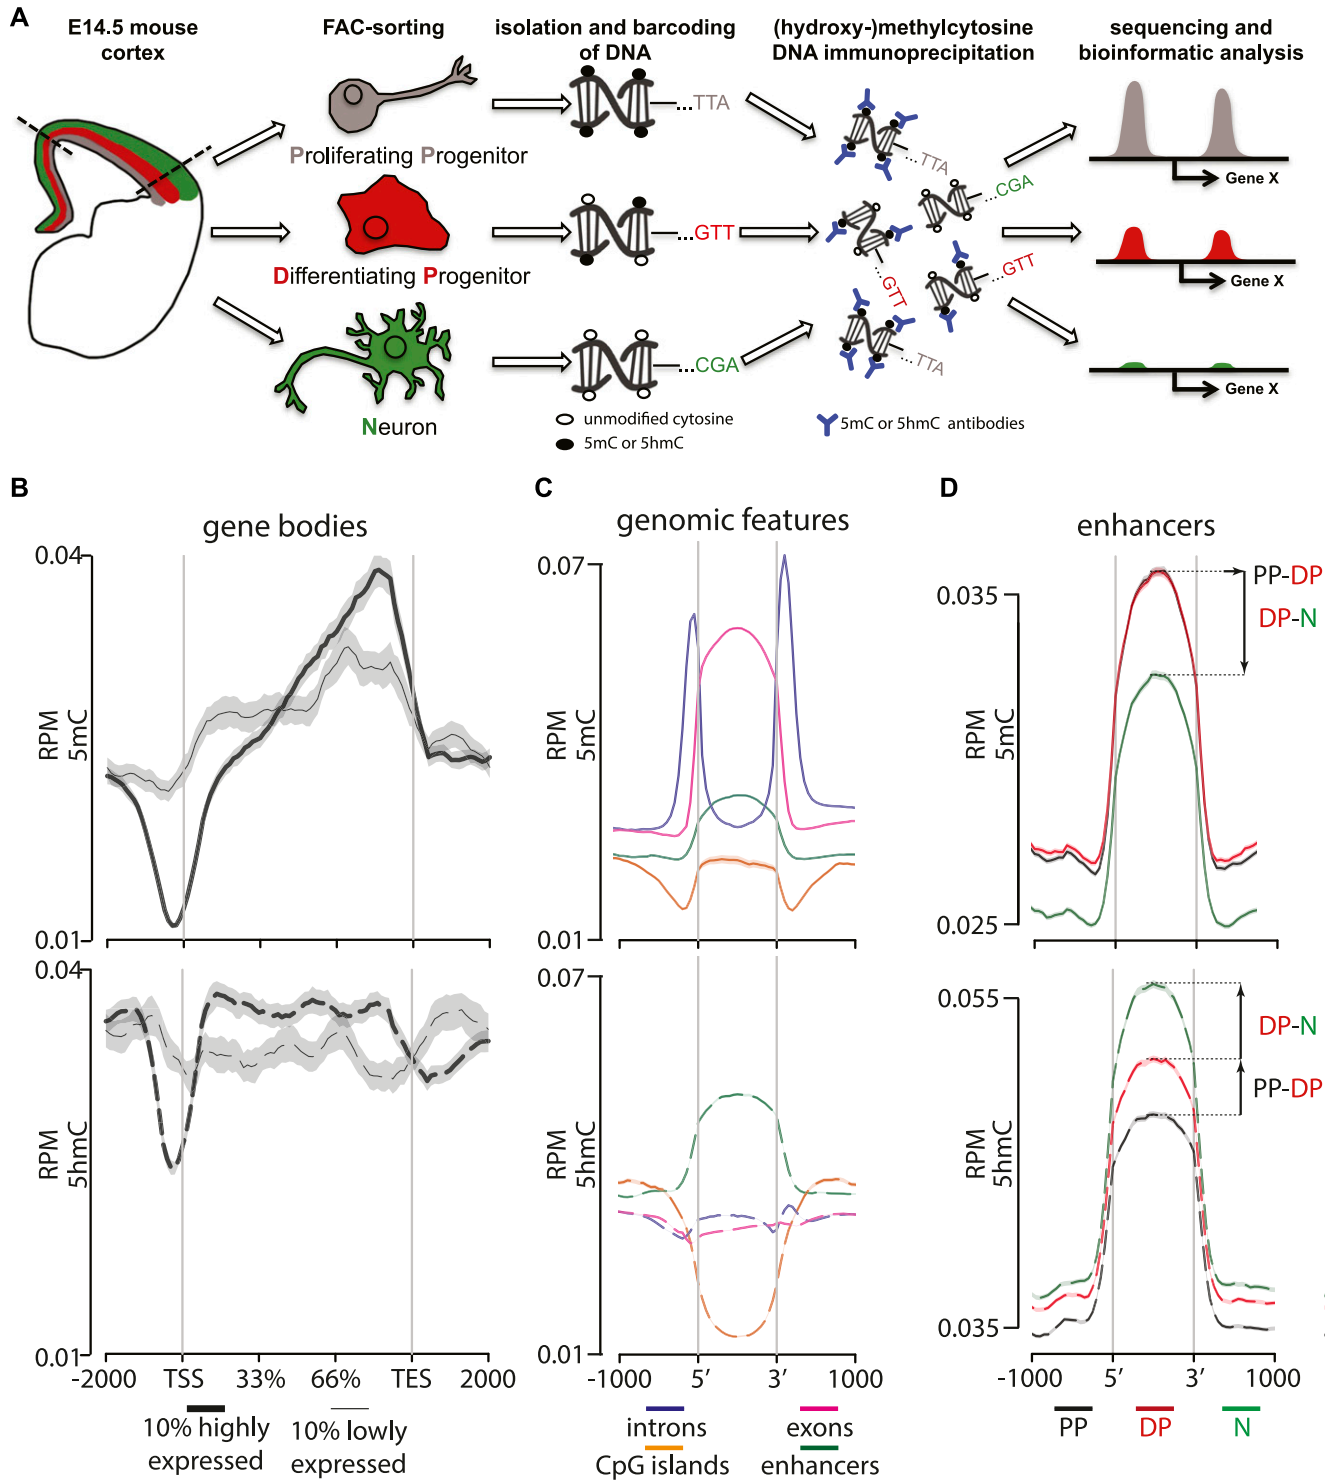 A
E14.5 mouse
cortex
FAC-sorting
isolation and barcoding
of DNA
(hydroxy-)methylcytosine
DNA immunoprecipitation
sequencing and
bioinformatic analysis
...TTA
Proliferating Progenitor
...TTA
Gene X
...CGA
...GTT
Differentiating Progenitor
...GTT
...GTT
Gene X
...CGA
...TTA
Gene X
Neuron
unmodified cytosine
5mC or 5hmC
5mC or 5hmC antibodies
B
gene bodies
0.04
RPM
5mC
0.01
0.04
RPM
5hmC
0.01
-2000 TSS 33% 66% TES 2000
10% highly
expressed
10% lowly
expressed
C
genomic features
0.07
RPM
5mC
0.01
0.07
RPM
5hmC
0.01
-1000 5′ 3′ 1000
introns
exons
CpG islands
enhancers
D
enhancers
0.035
PP-DP
DP-N
RPM
5mC
0.025
0.055
DP-N
PP-DP
RPM
5hmC
0.035
-1000 5′ 3′ 1000
PP DP N